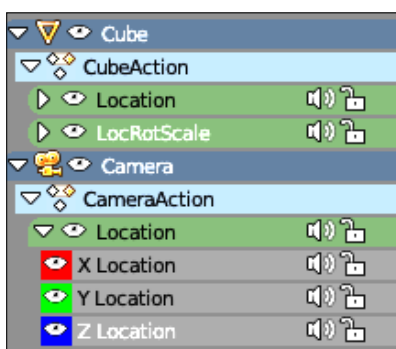 Cube
CubeAction
Location
LocRotScale
Camera
CameraAction
Location
X Location
Y Location
Z Location